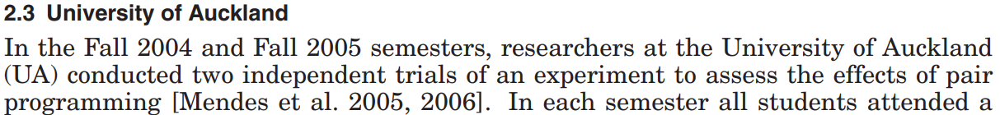 2.3 University of Auckland
In the Fall 2004 and Fall 2005 semesters, researchers at the University of Auckland
(UA) conducted two independent trials of an experiment to assess the effects of pair
programming [Mendes et al. 2005, 2006]. In each semester all students attended a